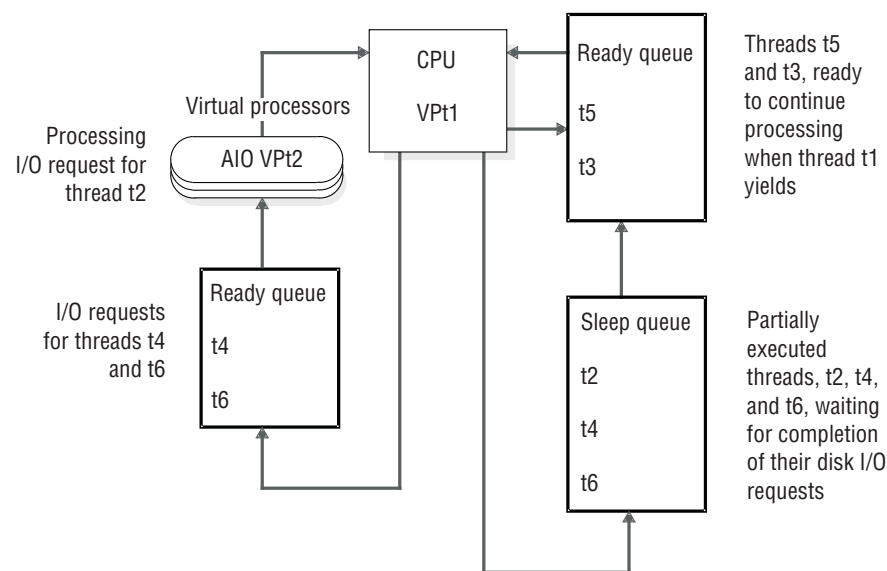 CPU
VPt1
Virtual processors
Processing
I/O request for
thread t2
AIO VPt2
Ready queue
t5
t3
Threads t5
and t3, ready
to continue
processing
when thread t1
yields
I/O requests
for threads t4
and t6
Ready queue
t4
t6
Sleep queue
t2
t4
t6
Partially
executed
threads, t2, t4,
and t6, waiting
for completion
of their disk I/O
requests